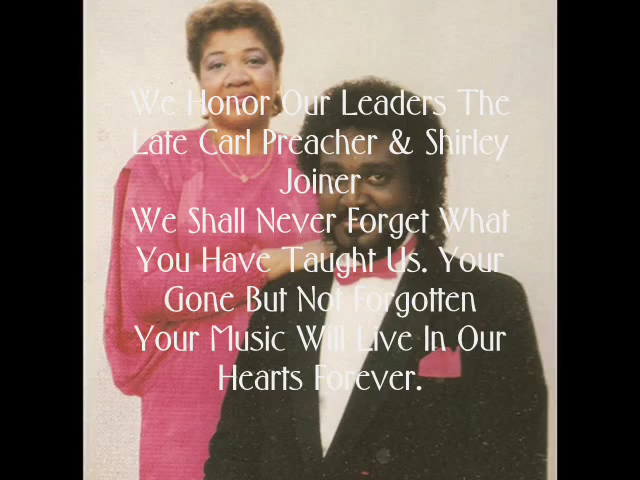 We Honor Our Leaders The
Late Carl Preacher & Shirley
Joiner
We Shall Never Forget What
You Have Taught Us. Your
Gone But Not Forgotten
Your Music Will Live In Our
Hearts Forever.